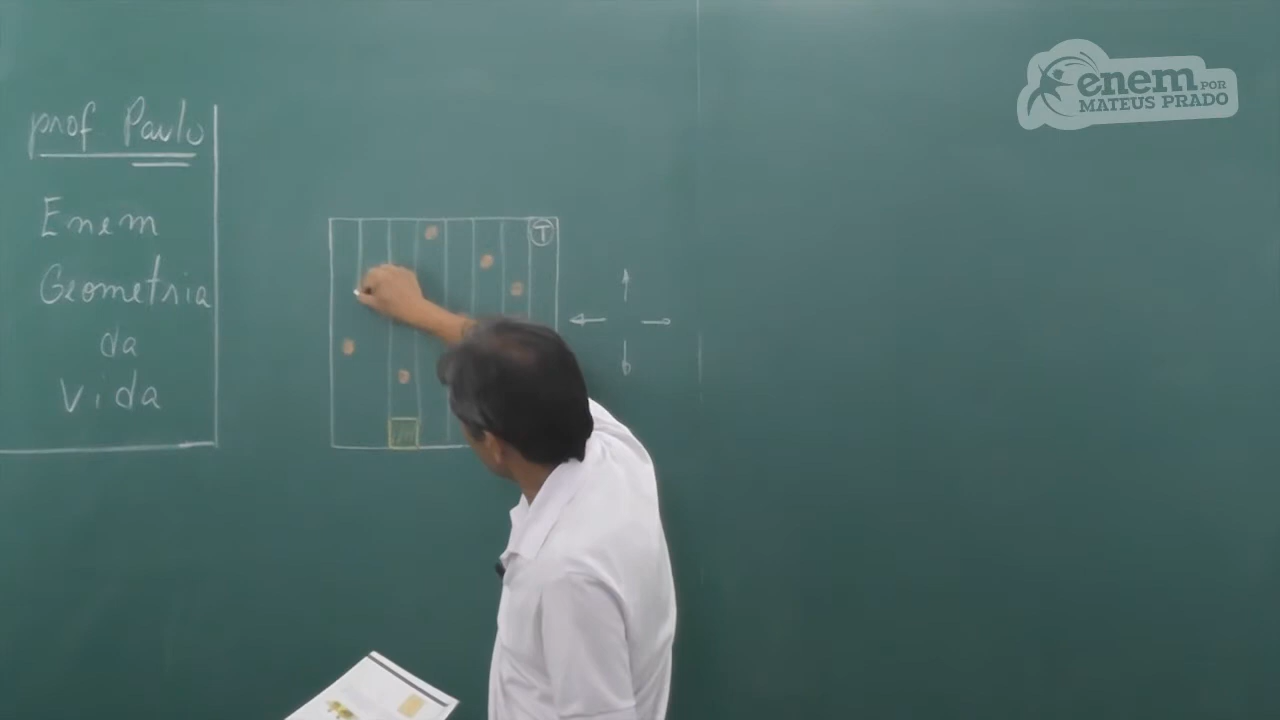 prof Paulo
Enem
Geometria
da
Vida
T
enem POR
MATEUS PRADO